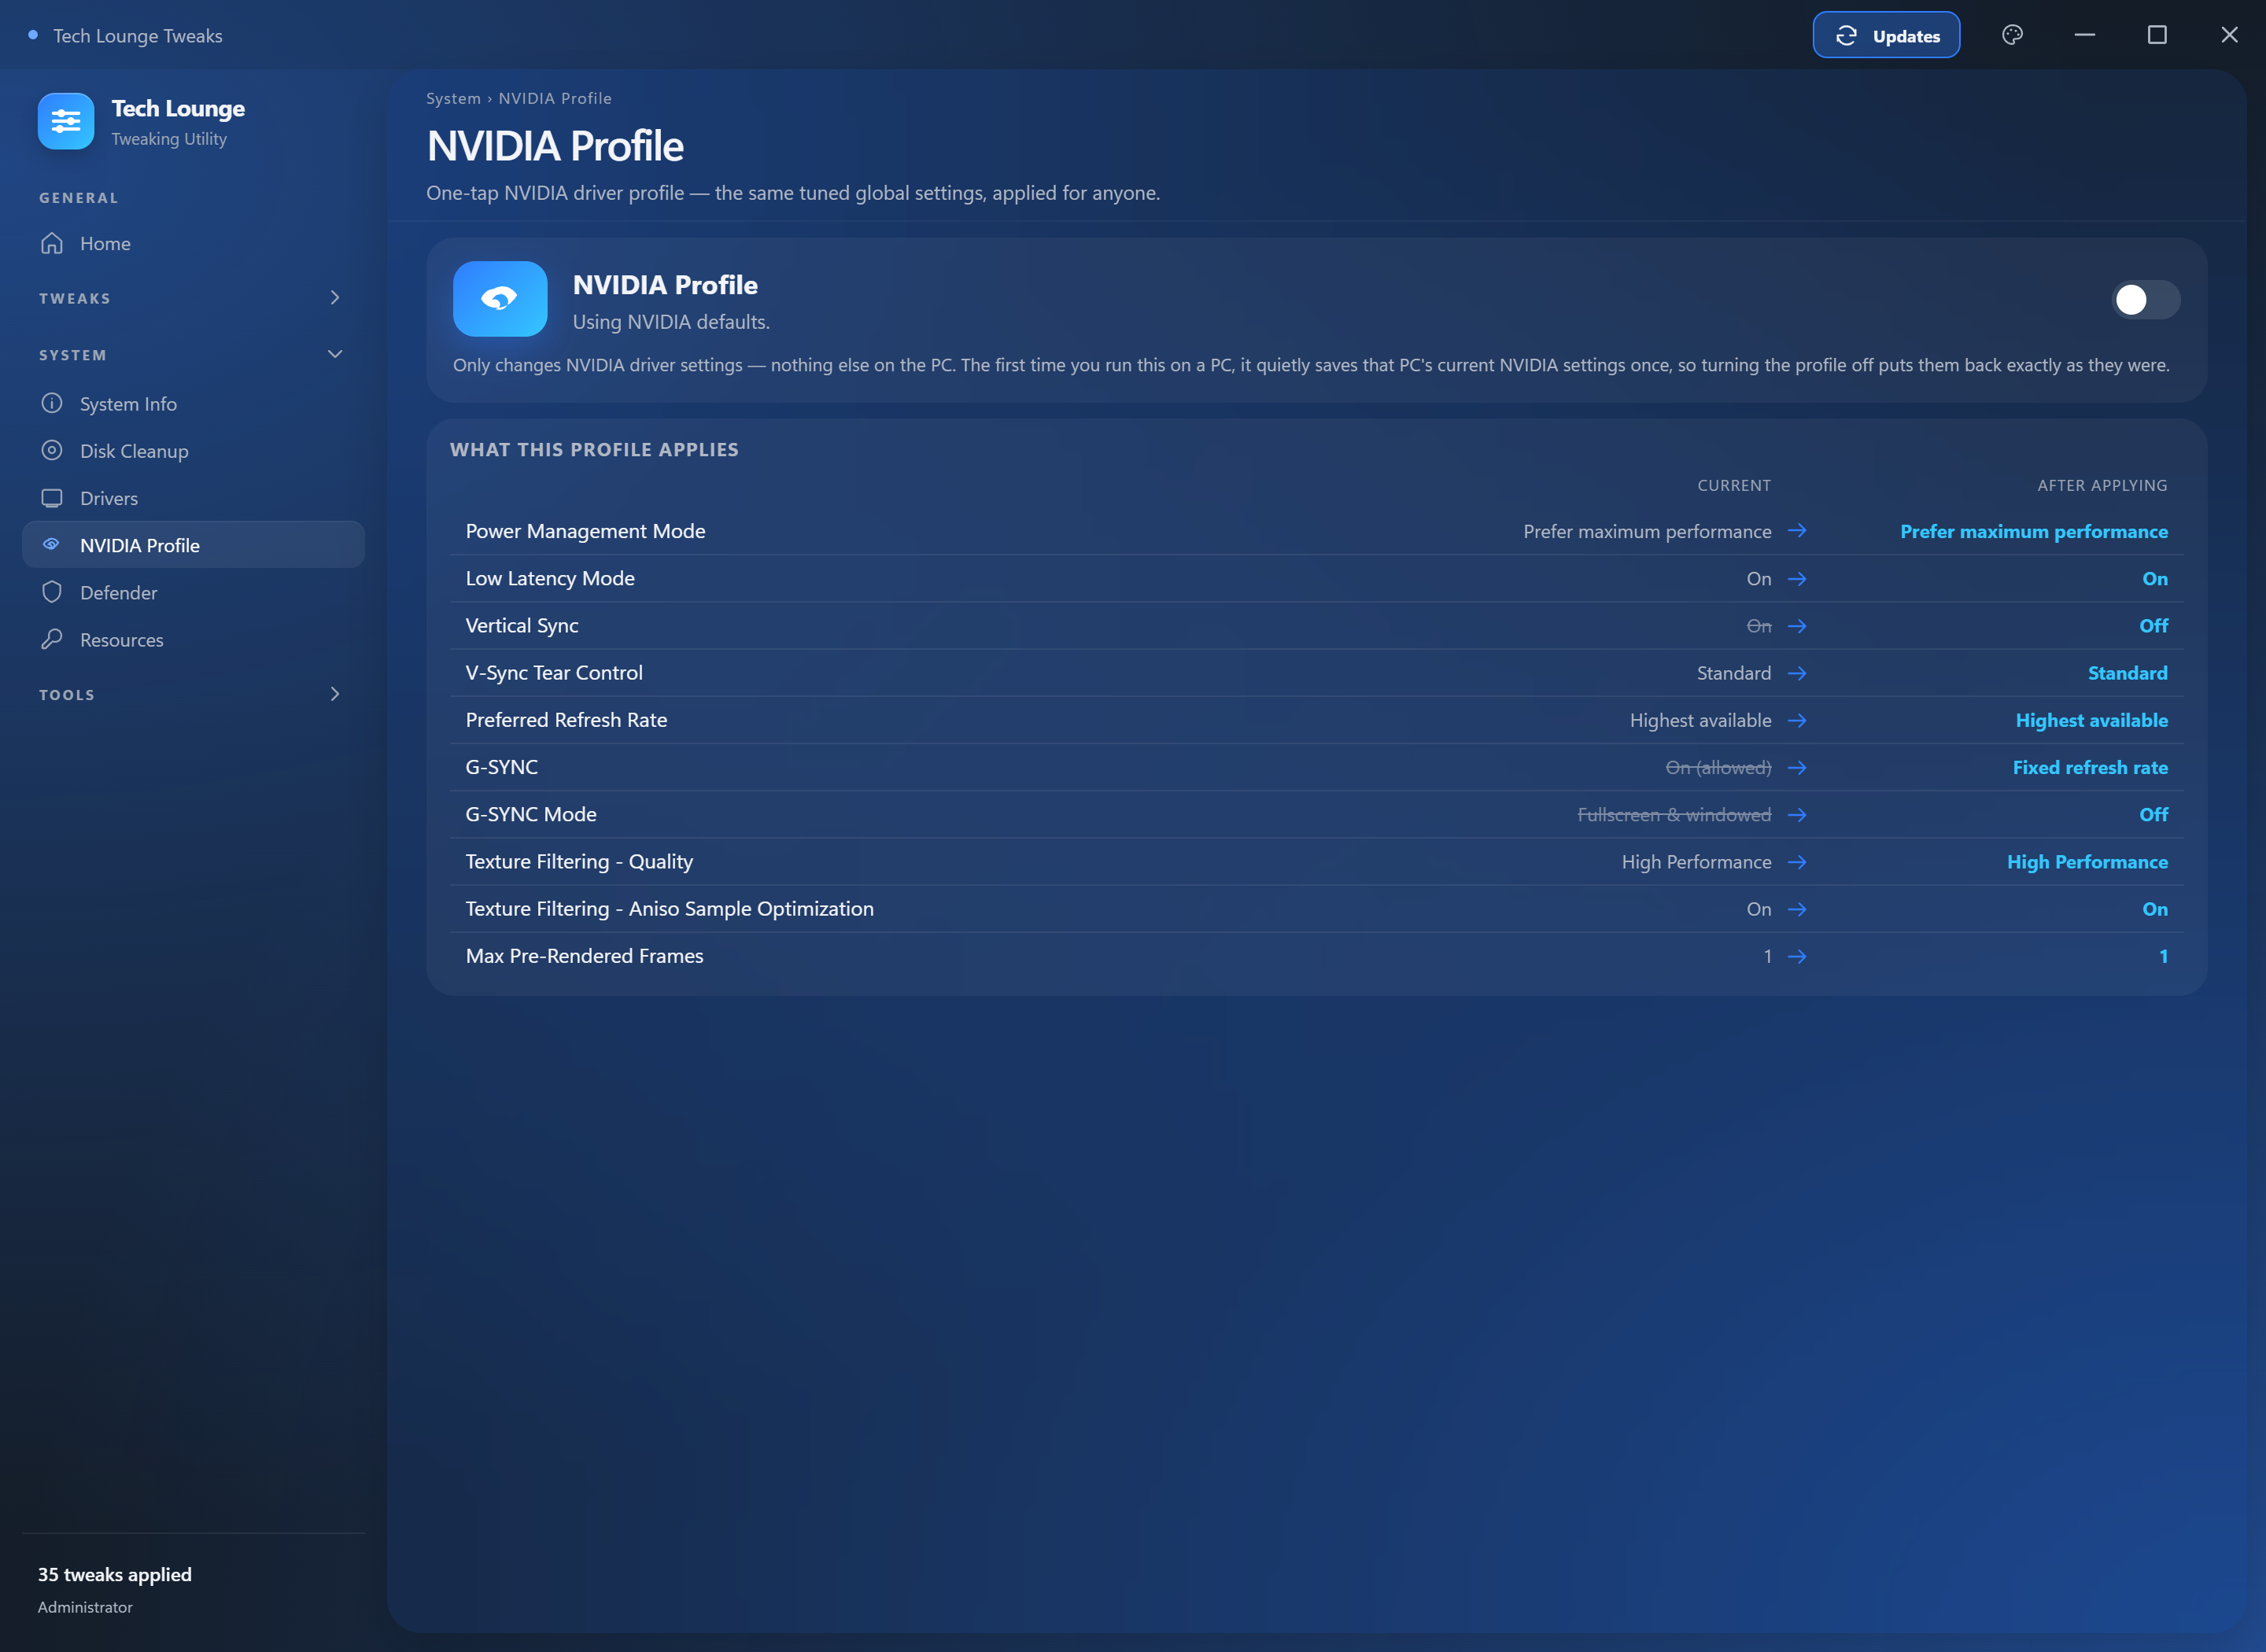 Tech Lounge Tweaks
Updates
Tech Lounge
Tweaking Utility
GENERAL
Home
TWEAKS
SYSTEM
System Info
Disk Cleanup
Drivers
NVIDIA Profile
Defender
Resources
TOOLS
35 tweaks applied
Administrator
System › NVIDIA Profile
NVIDIA Profile
One-tap NVIDIA driver profile — the same tuned global settings, applied for anyone.
NVIDIA Profile
Using NVIDIA defaults.
Only changes NVIDIA driver settings — nothing else on the PC. The first time you run this on a PC, it quietly saves that PC's current NVIDIA settings once, so turning the profile off puts them back exactly as they were.
WHAT THIS PROFILE APPLIES
CURRENT AFTER APPLYING
Power Management Mode Prefer maximum performance → Prefer maximum performance
Low Latency Mode On → On
Vertical Sync On → Off
V-Sync Tear Control Standard → Standard
Preferred Refresh Rate Highest available → Highest available
G-SYNC On (allowed) → Fixed refresh rate
G-SYNC Mode Fullscreen & windowed → Off
Texture Filtering - Quality High Performance → High Performance
Texture Filtering - Aniso Sample Optimization On → On
Max Pre-Rendered Frames 1 → 1